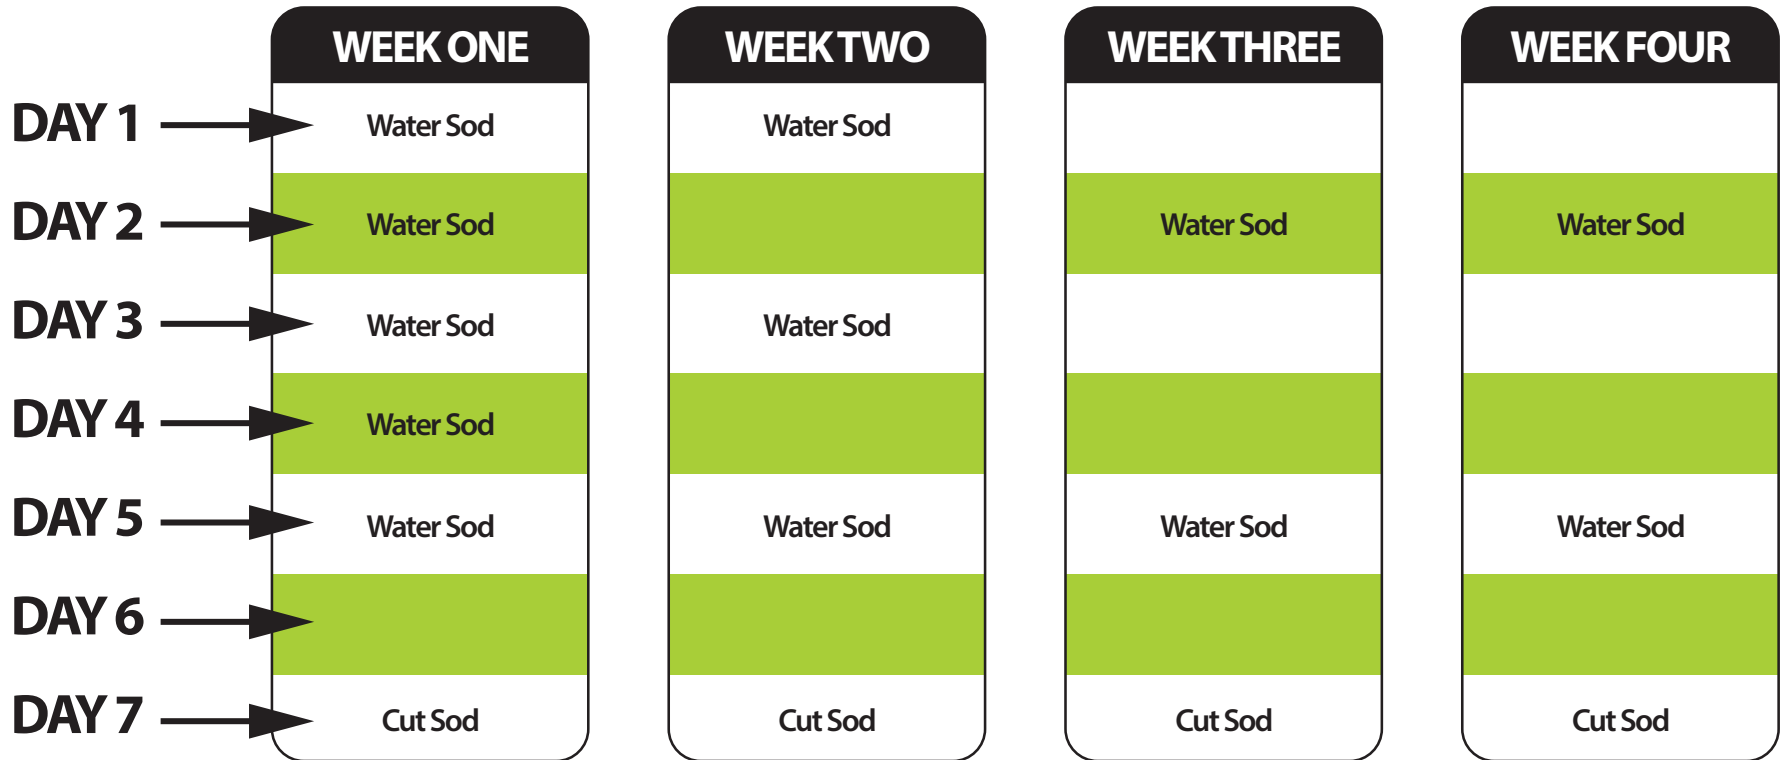 WEEK ONE WEEK TWO WEEK THREE WEEK FOUR
DAY 1 Water Sod Water Sod
DAY 2 Water Sod Water Sod Water Sod
DAY 3 Water Sod Water Sod
DAY 4 Water Sod
DAY 5 Water Sod Water Sod Water Sod Water Sod
DAY 6
DAY 7 Cut Sod Cut Sod Cut Sod Cut Sod